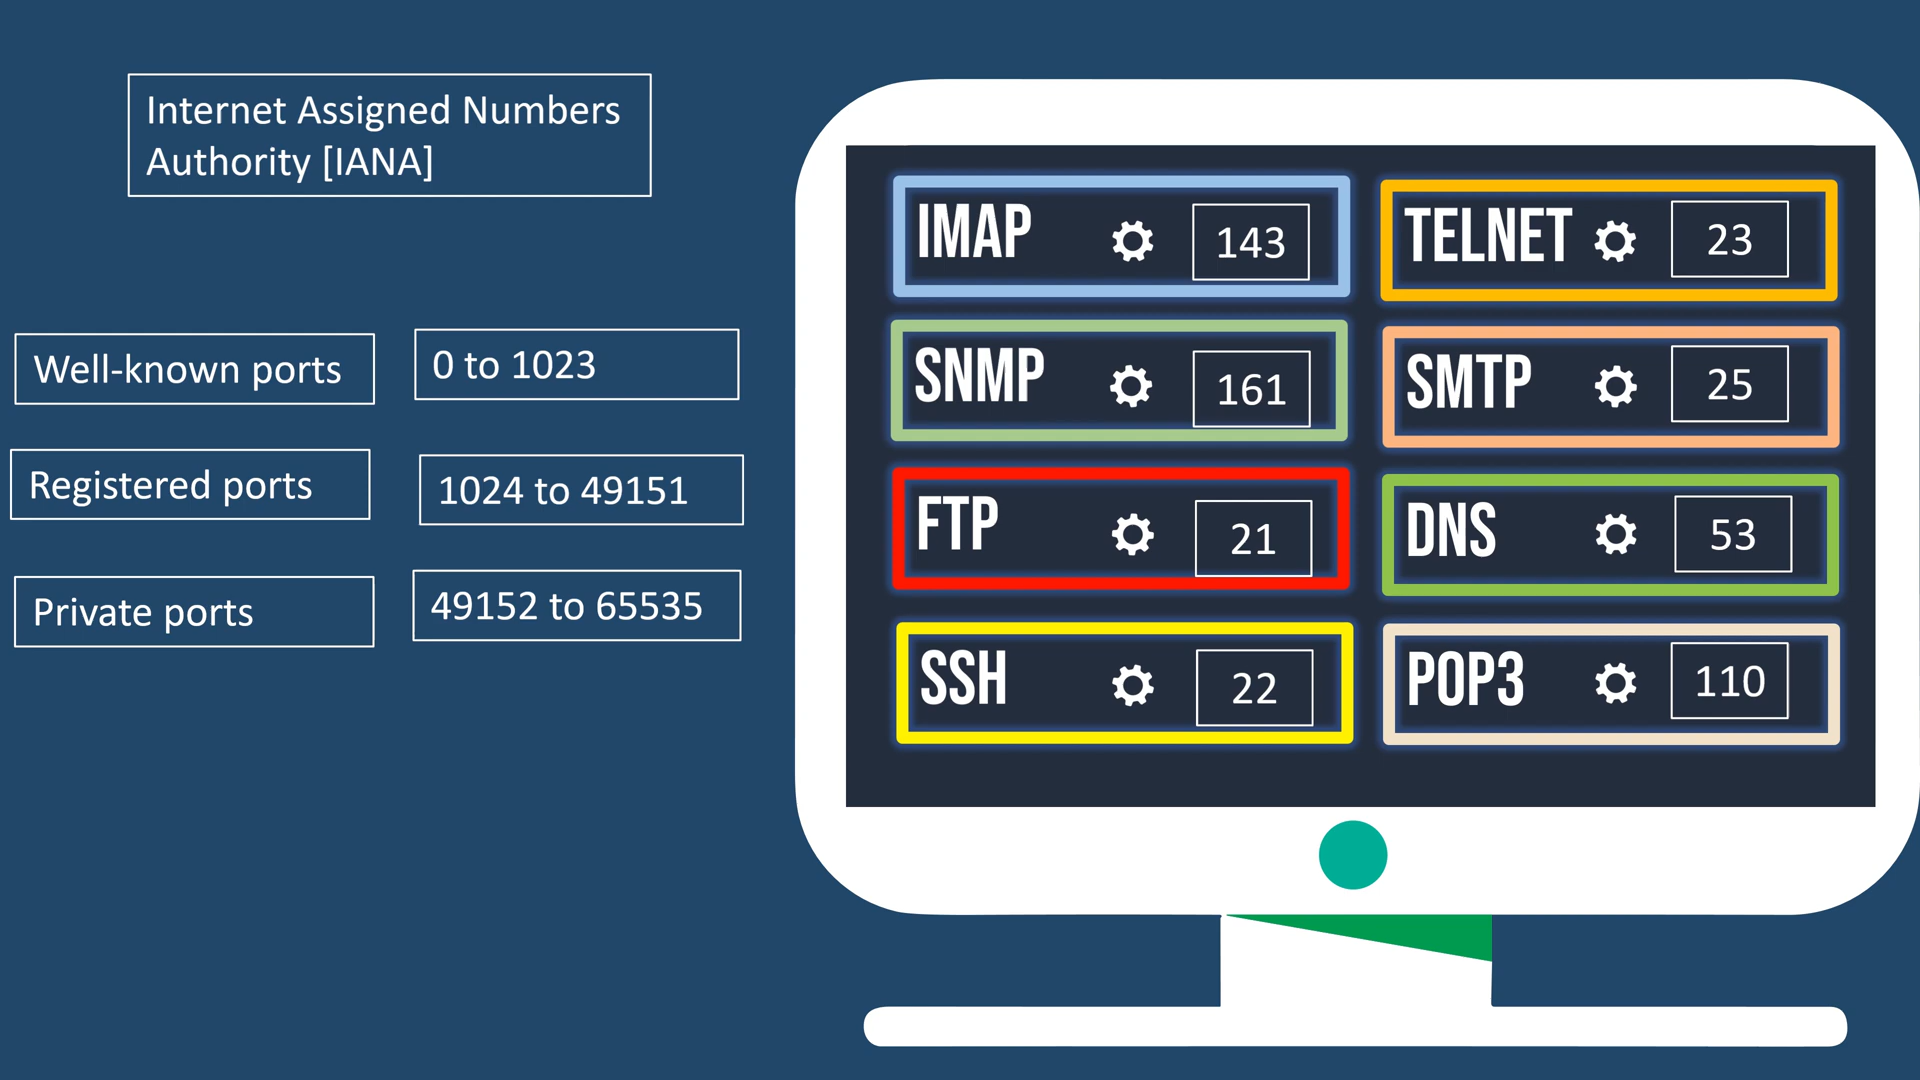 Internet Assigned Numbers
Authority [IANA]
Well-known ports
0 to 1023
Registered ports
1024 to 49151
Private ports
49152 to 65535
IMAP 143
TELNET 23
SNMP 161
SMTP 25
FTP 21
DNS 53
SSH 22
POP3 110